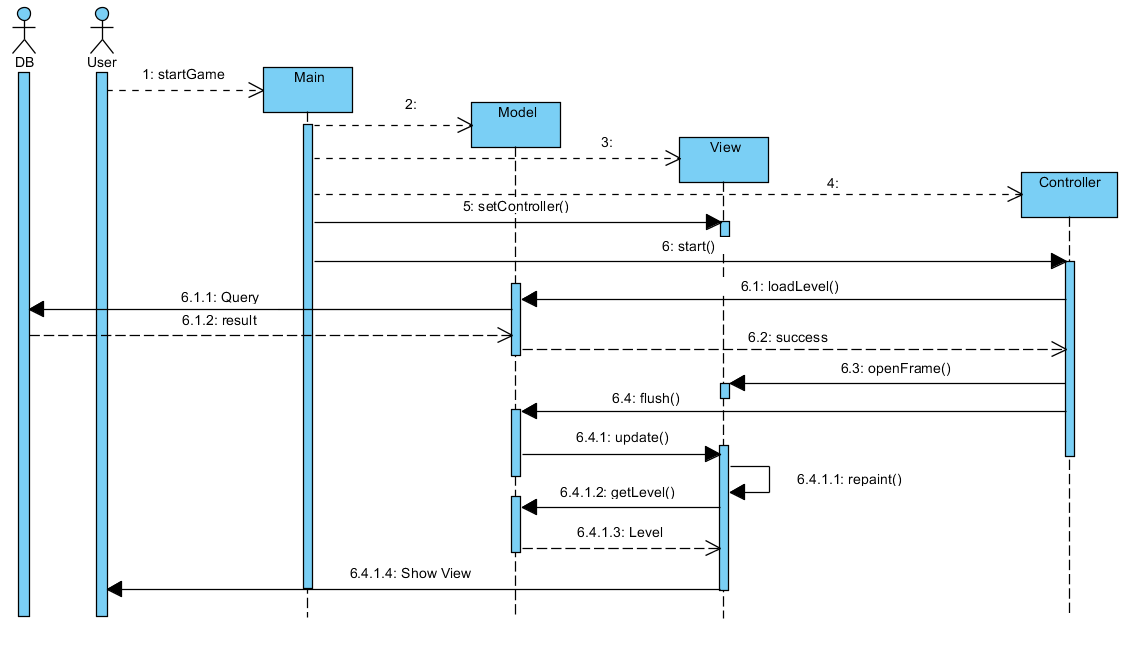 DB
User
1: startGame
Main
2:
Model
3:
View
4:
Controller
5: setController()
6: start()
6.1: loadLevel()
6.1.1: Query
6.1.2: result
6.2: success
6.3: openFrame()
6.4: flush()
6.4.1: update()
6.4.1.1: repaint()
6.4.1.2: getLevel()
6.4.1.3: Level
6.4.1.4: Show View